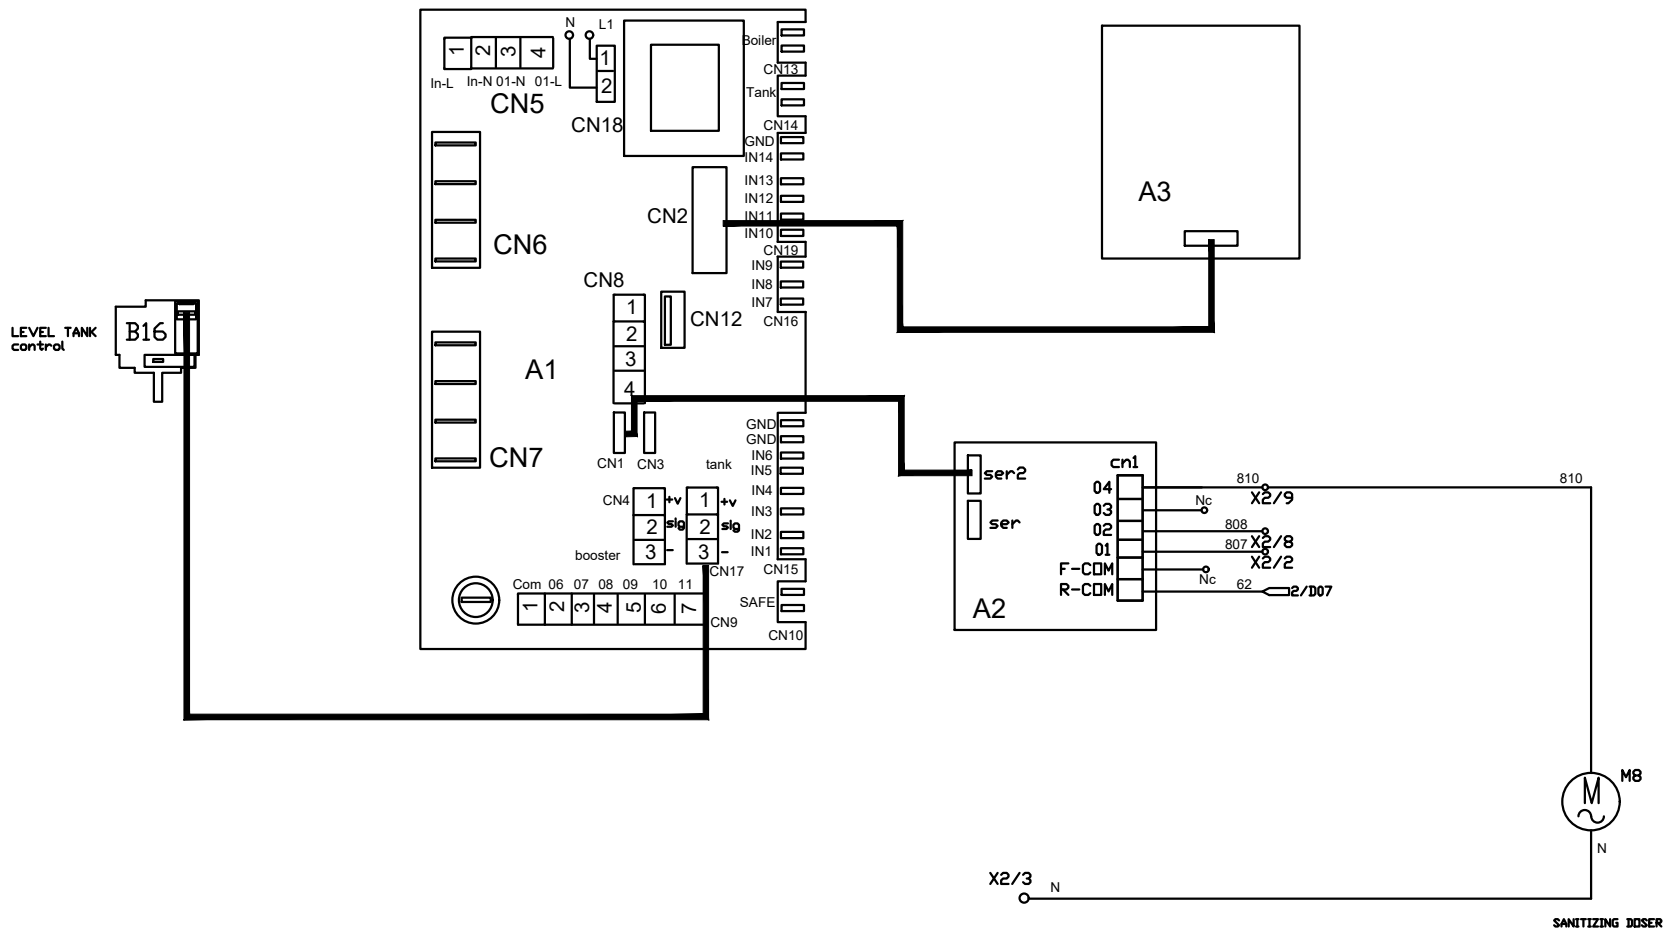 N L1
1 2 3 4
In-L In-N 01-N 01-L
CN5
1
2
CN18
Boiler
CN13
Tank
CN14
GND
IN14
IN13
IN12
IN11
IN10
CN19
IN9
IN8
IN7
CN16
CN6
CN2
CN8
1
2
3
4
CN12
A3
LEVEL TANK
control
B16
A1
CN7
CN1 CN3
tank
GND
GND
IN6
IN5
IN4
IN3
IN2
IN1
CN15
CN4
1 +v
2 sig
3 -
booster
1 +v
2 sig
3 -
CN17
SAFE
CN10
Com 06 07 08 09 10 11
1 2 3 4 5 6 7
CN9
ser2
ser
A2
cn1
04 810 X2/9 810
03 Nc
02 808 X2/8
01 807 X2/2
F-COM Nc
R-COM 62 2/D07
M8
M
N
X2/3 N
SANITIZING DOSER